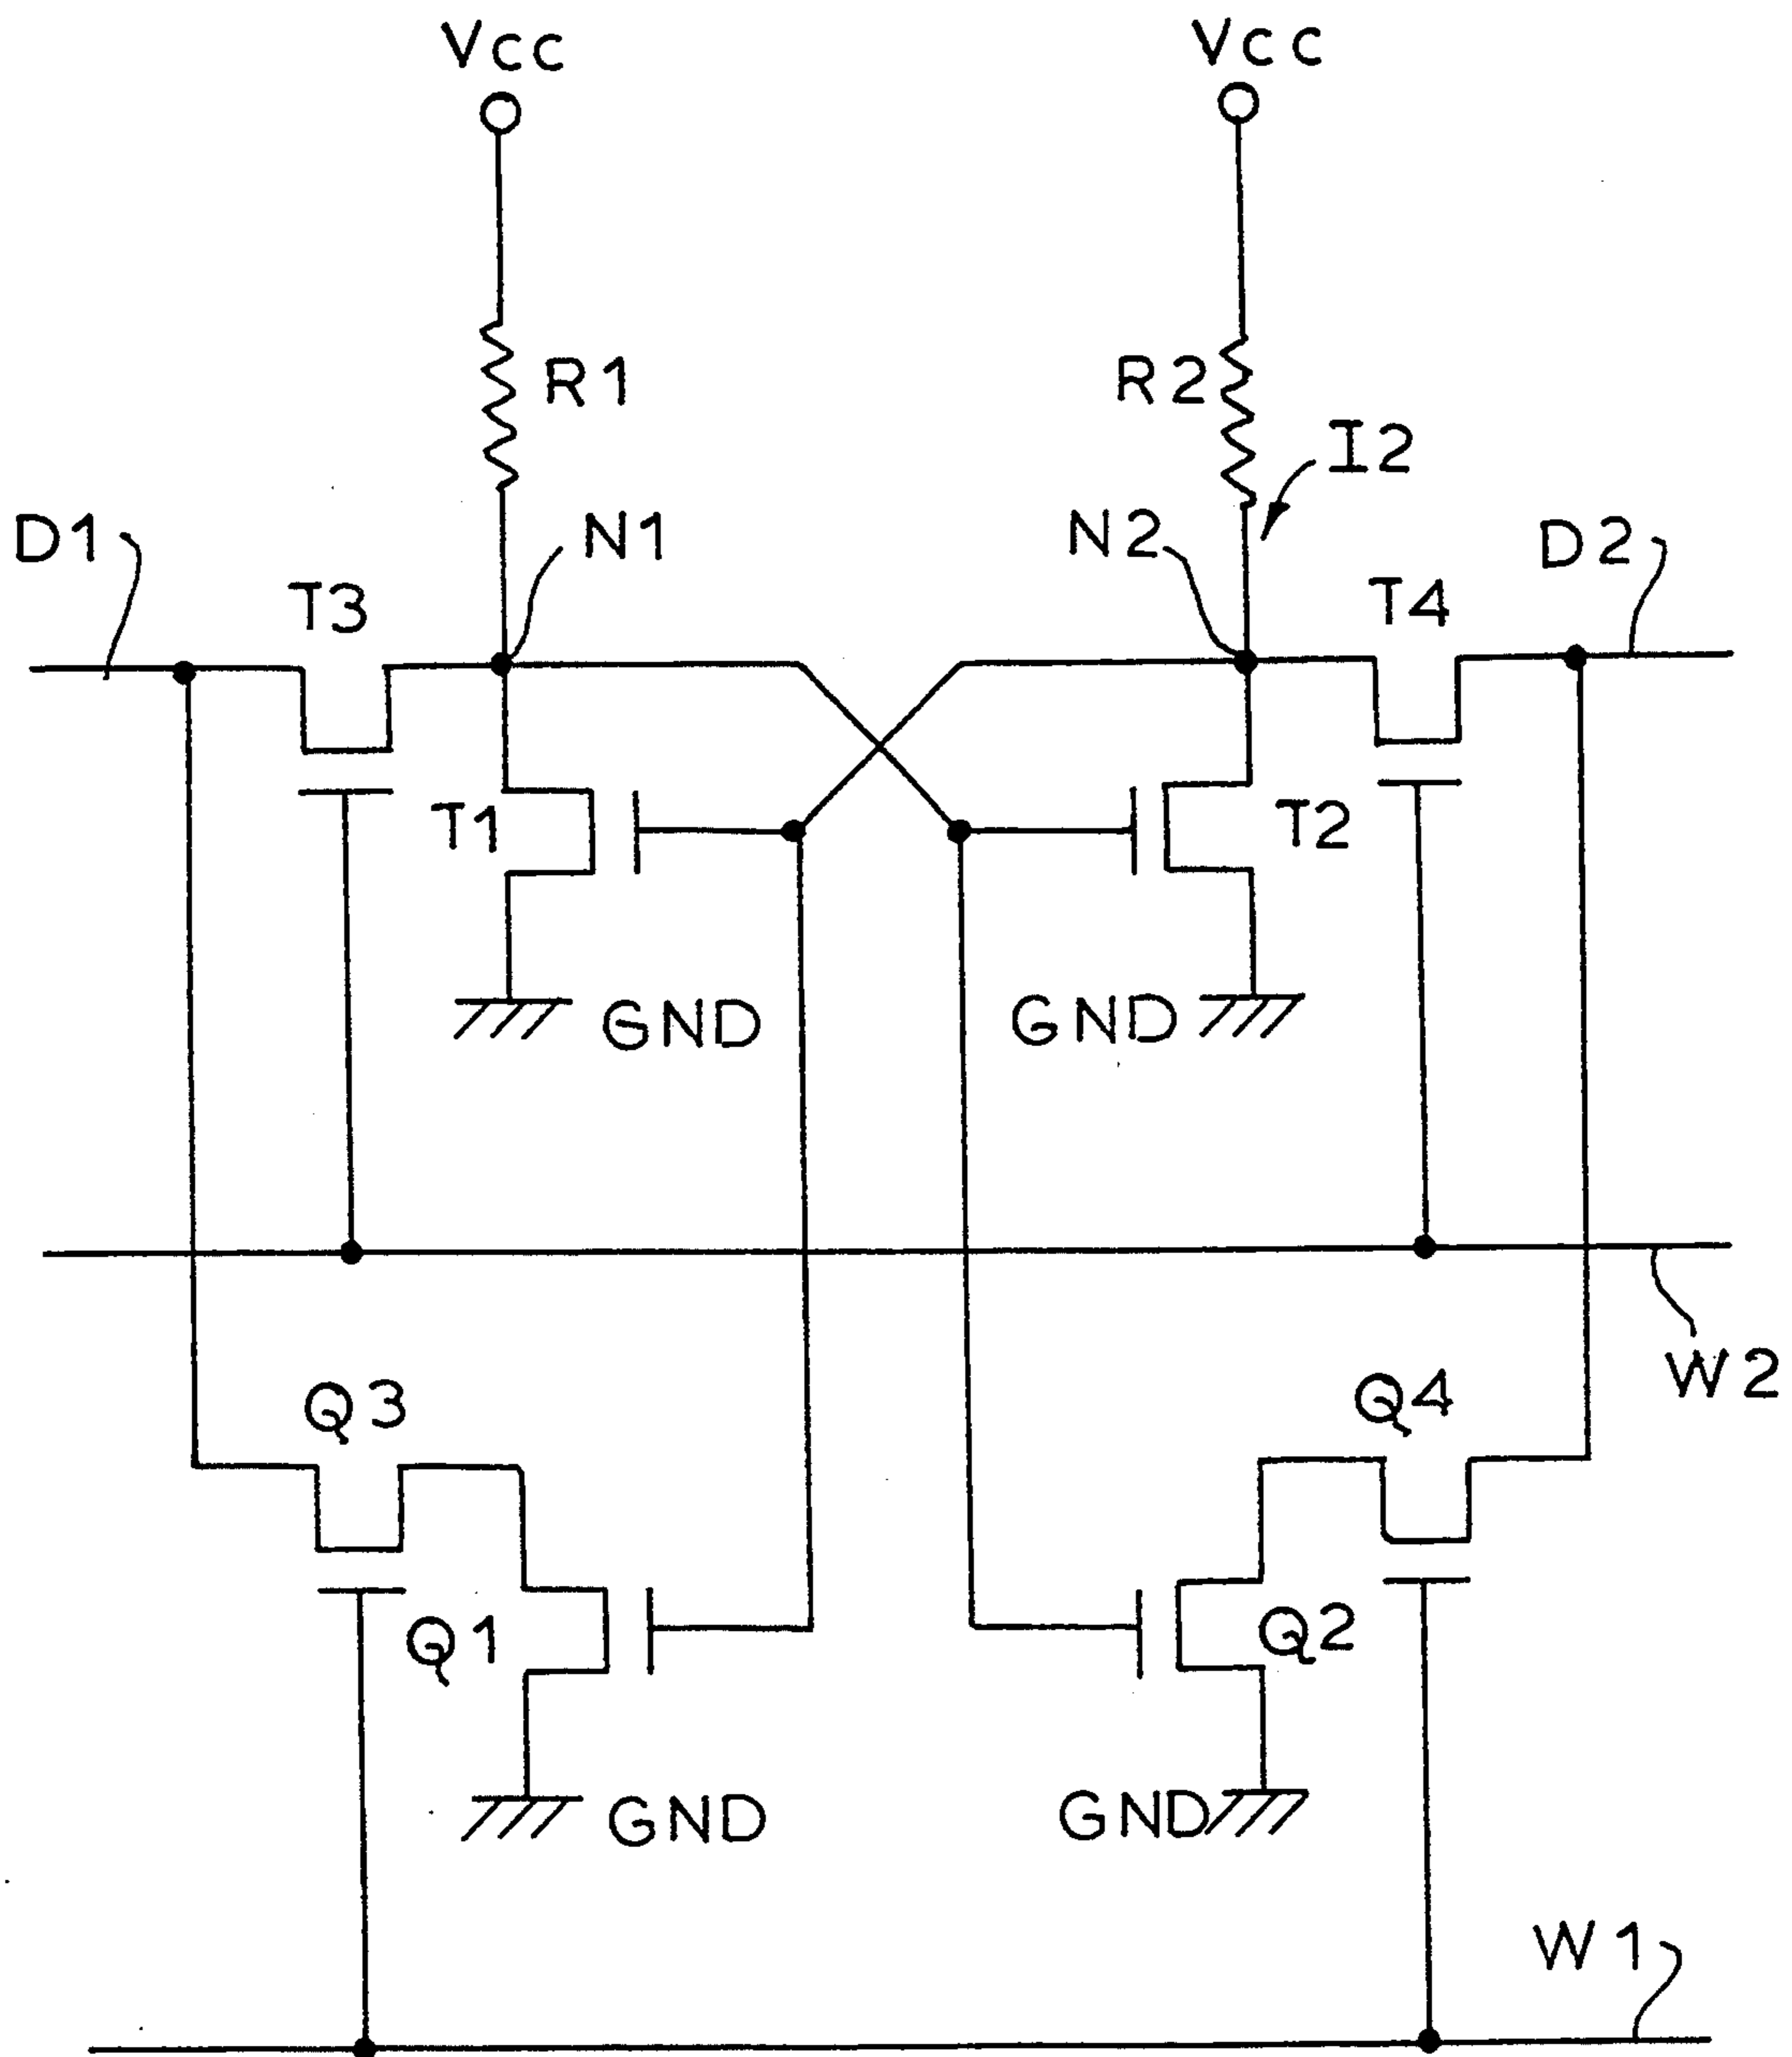 Vcc
Vcc
R1
R2
I2
D1
N1
N2
D2
T3
T4
T1
T2
GND
GND
W2
Q3
Q4
Q1
Q2
GND
GND
W1